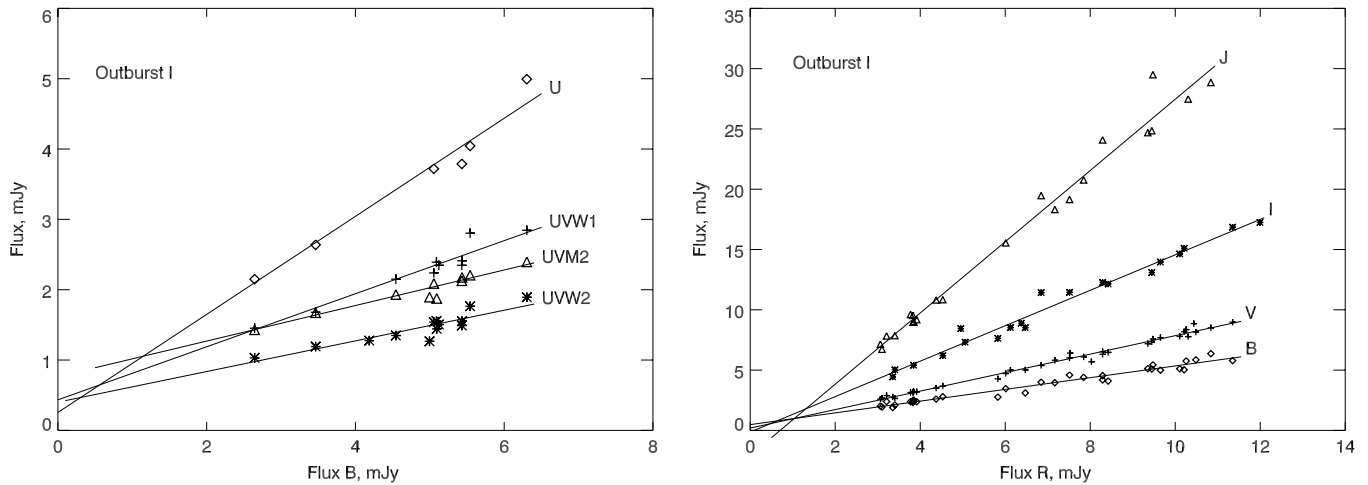 6
5
4
3
2
1
0
Flux, mJy
Outburst I
U
UVW1
UVM2
UVW2
0 2 4 6 8
Flux B, mJy
35
30
25
20
15
10
5
0
Flux, mJy
Outburst I
J
I
V
B
0 2 4 6 8 10 12 14
Flux R, mJy